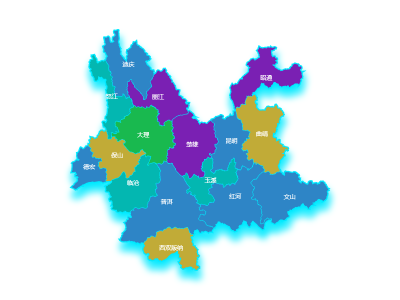 迪庆
昭通
怒江
丽江
曲靖
大理
楚雄
昆明
保山
德宏
玉溪
临沧
普洱
红河
文山
西双版纳